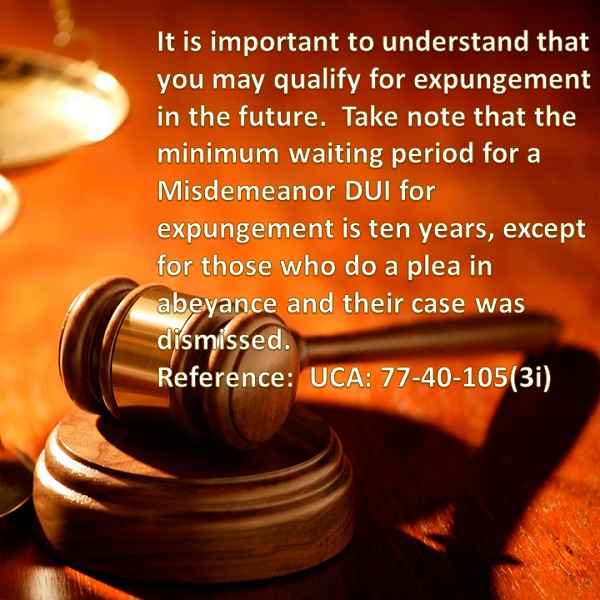 It is important to understand that
you may qualify for expungement
in the future.  Take note that the
minimum waiting period for a
Misdemeanor DUI for
expungement is ten years, except
for those who do a plea in
abeyance and their case was
dismissed.
Reference:  UCA: 77-40-105(3i)